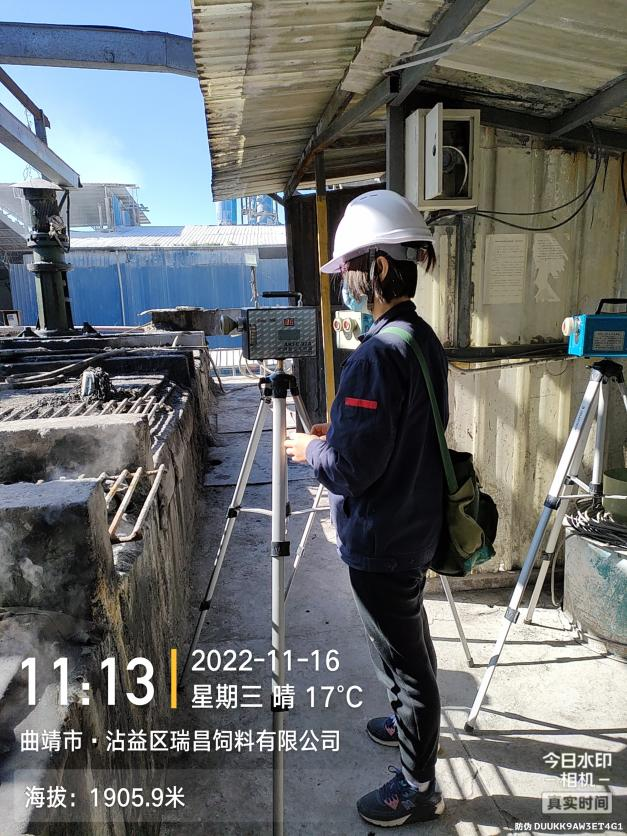 11:13
2022-11-16
星期三 晴 17℃
曲靖市·沾益区瑞昌饲料有限公司
海拔：1905.9米
今日水印
相机
真实时间
防伪 DUUKK9AW3ET4G1